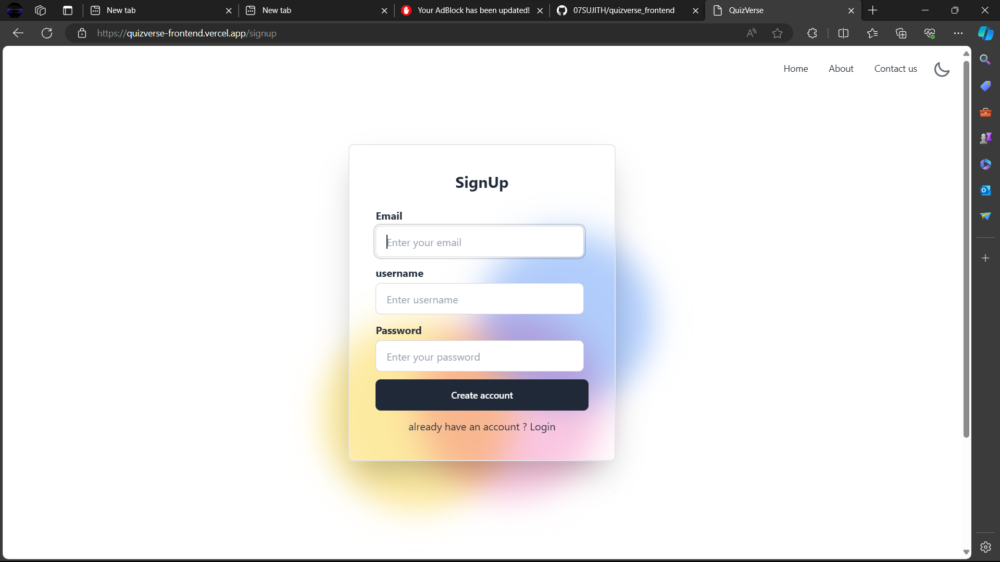 New tab
New tab
Your AdBlock has been updated!
07SUJITH/quizverse_frontend
QuizVerse
https://quizverse-frontend.vercel.app/signup
Home
About
Contact us
SignUp
Email
Enter your email
username
Enter username
Password
Enter your password
Create account
already have an account ? Login